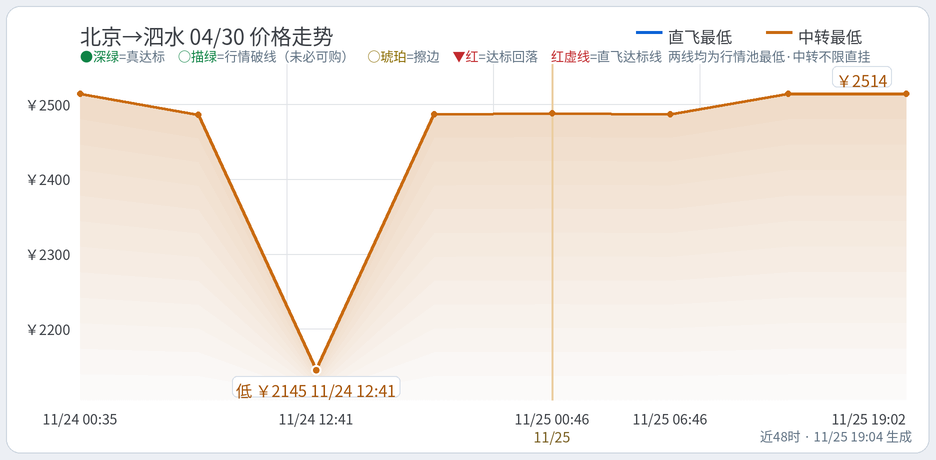 北京→泗水 04/30 价格走势
直飞最低 中转最低
●深绿=真达标 ○描绿=行情破线（未必可购） ○琥珀=擦边 ▼红=达标回落 红虚线=直飞达标线 两线均为行情池最低·中转不限直挂
￥2514
￥2500
￥2400
￥2300
￥2200
低 ￥2145 11/24 12:41
11/24 00:35 11/24 12:41 11/25 00:46 11/25 06:46 11/25 19:02
11/25
近48时 · 11/25 19:04 生成